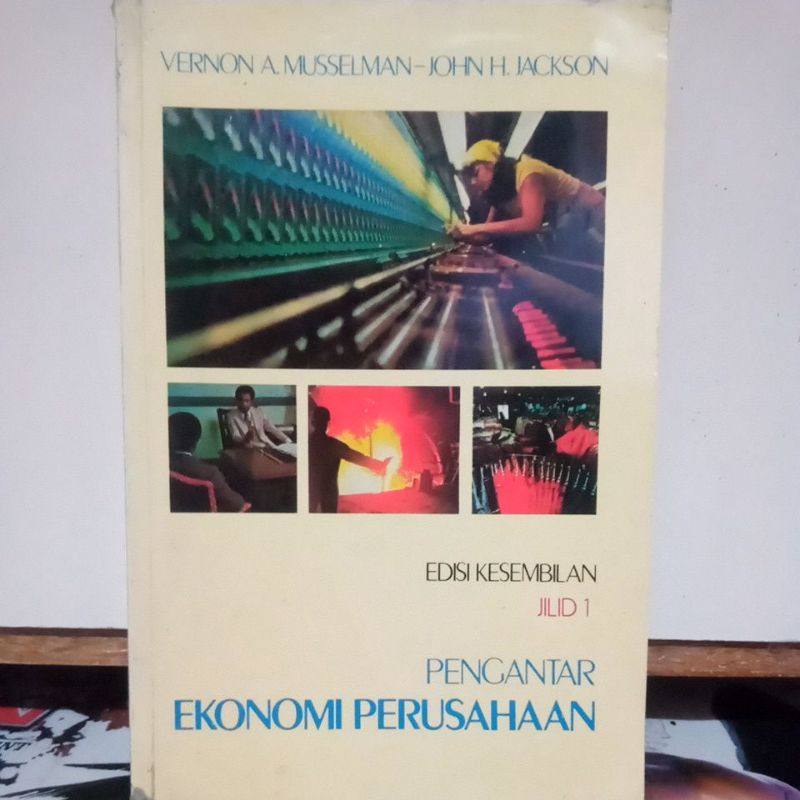 VERNON A. MUSSELMAN–JOHN H. JACKSON
EDISI KESEMBILAN
JILID 1
PENGANTAR
EKONOMI PERUSAHAAN